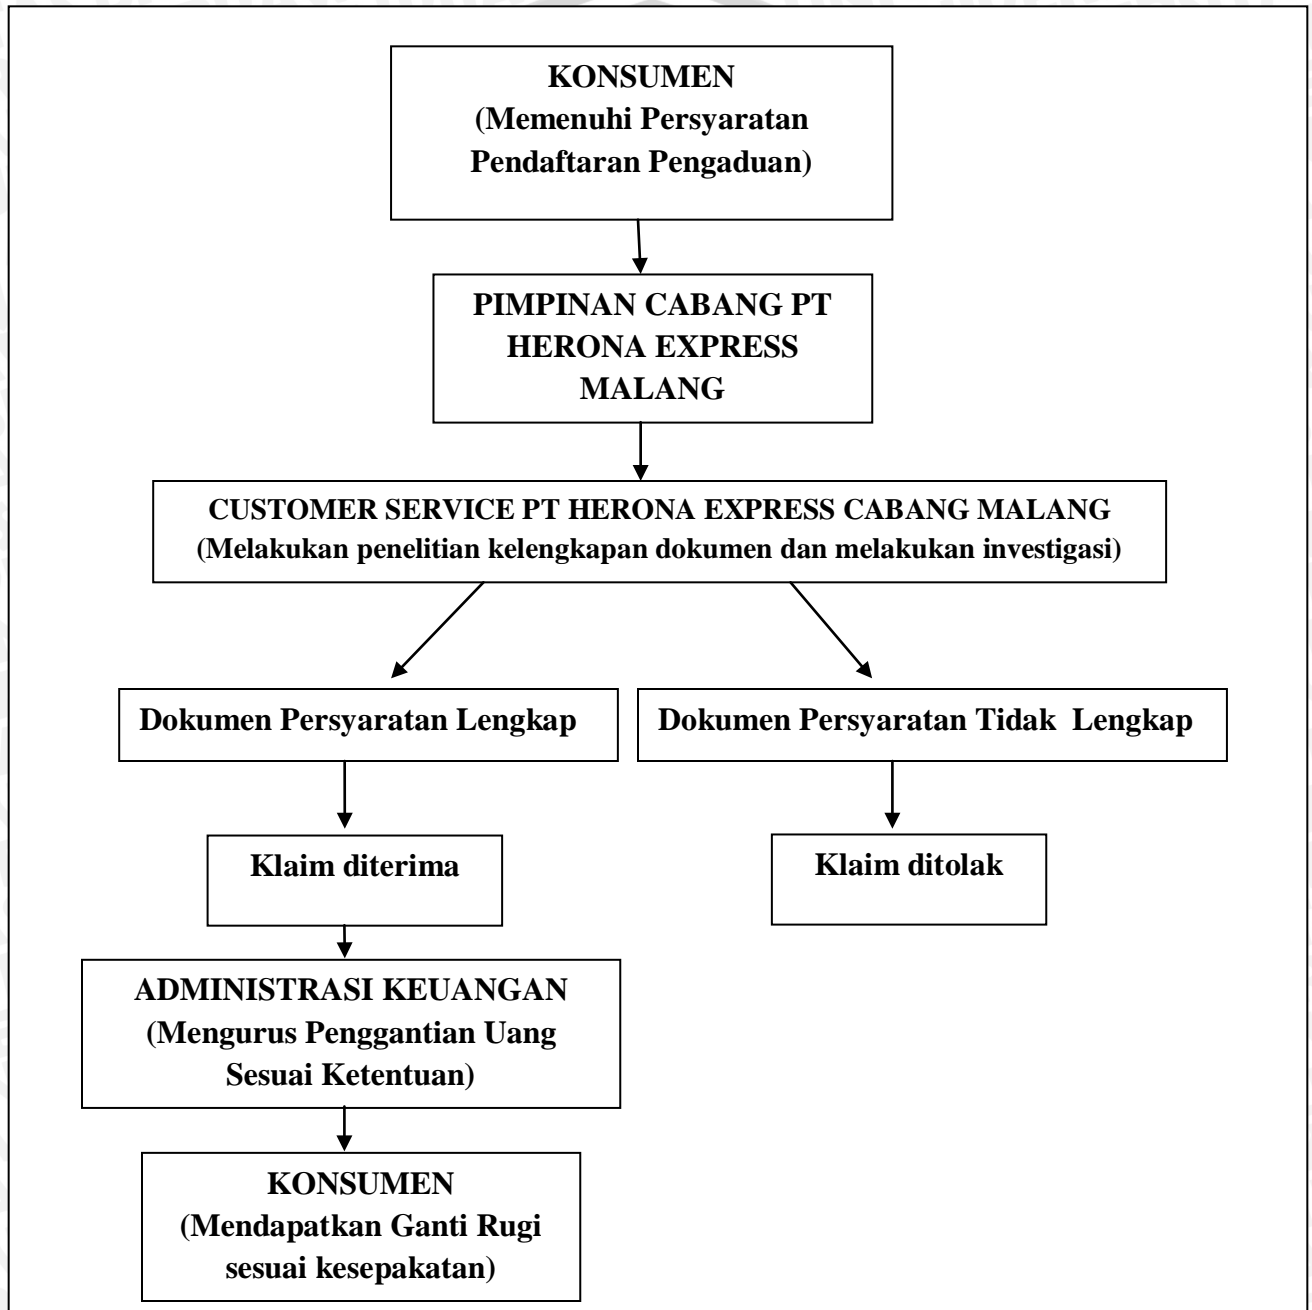 KONSUMEN
(Memenuhi Persyaratan
Pendaftaran Pengaduan)
PIMPINAN CABANG PT
HERONA EXPRESS
MALANG
CUSTOMER SERVICE PT HERONA EXPRESS CABANG MALANG
(Melakukan penelitian kelengkapan dokumen dan melakukan investigasi)
Dokumen Persyaratan Lengkap
Dokumen Persyaratan Tidak Lengkap
Klaim diterima
Klaim ditolak
ADMINISTRASI KEUANGAN
(Mengurus Penggantian Uang
Sesuai Ketentuan)
KONSUMEN
(Mendapatkan Ganti Rugi
sesuai kesepakatan)